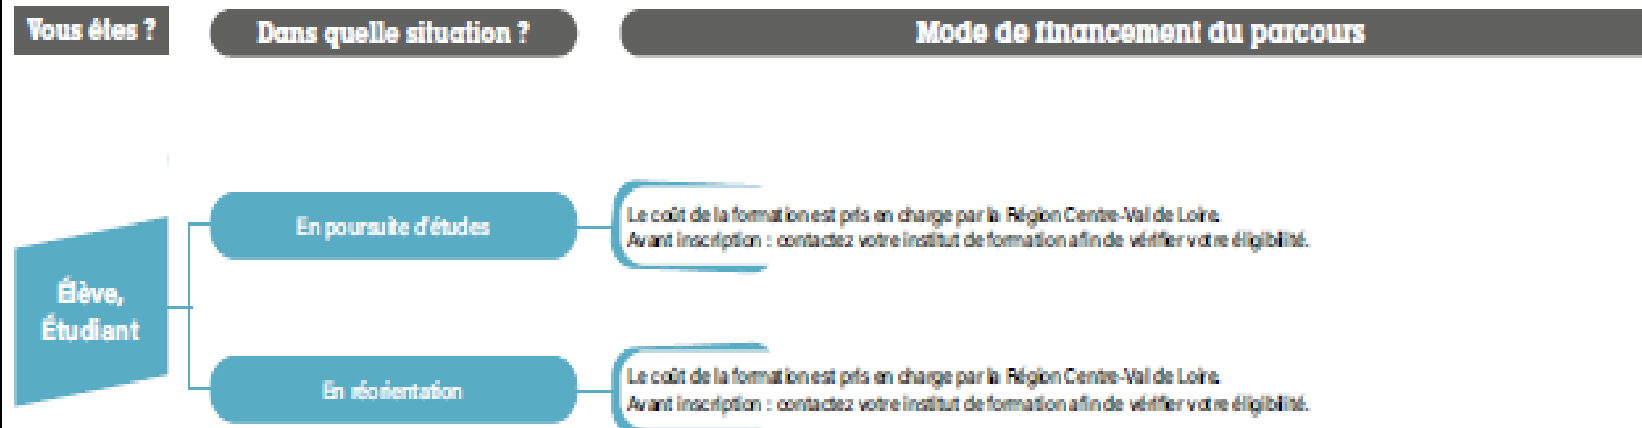 Vous êtes ?
Dans quelle situation ?
Mode de financement du parcours
Élève,
Étudiant
En poursuite d'études
Le coût de la formation est pris en charge par la Région Centre-Val de Loire.
Avant inscription : contactez votre institut de formation afin de vérifier votre éligibilité.
En réorientation
Le coût de la formation est pris en charge par la Région Centre-Val de Loire.
Avant inscription : contactez votre institut de formation afin de vérifier votre éligibilité.